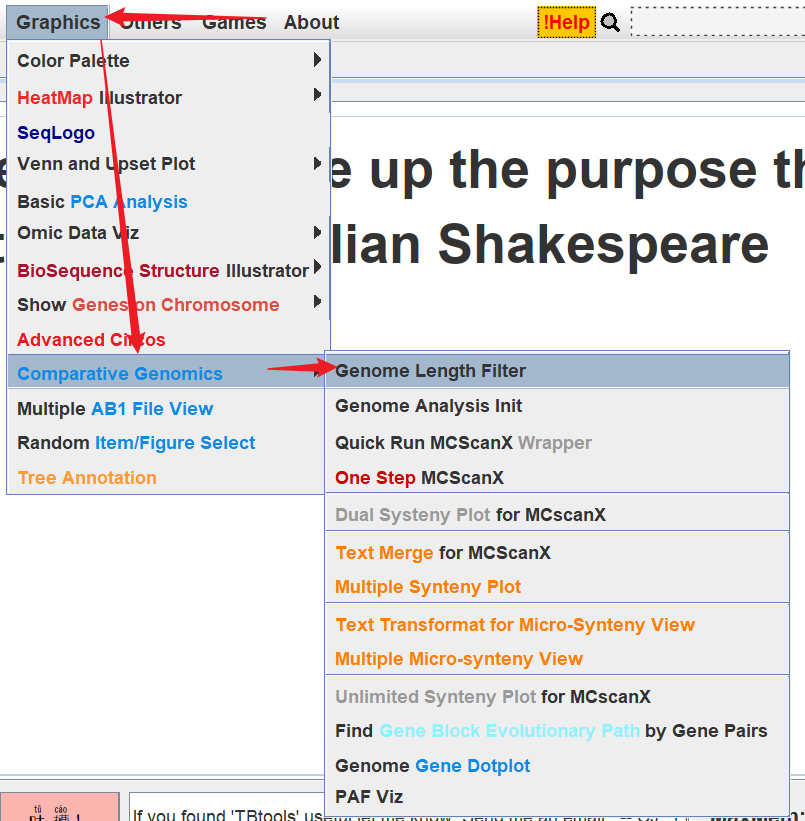 Graphics Others Games About !Help
Color Palette
HeatMap Illustrator
SeqLogo
Venn and Upset Plot
e up the purpose th
Basic PCA Analysis
Omic Data Viz
lian Shakespeare
BioSequence Structure Illustrator
Show Genes on Chromosome
Advanced Circos
Comparative Genomics
Multiple AB1 File View
Random Item/Figure Select
Tree Annotation
Genome Length Filter
Genome Analysis Init
Quick Run MCScanX Wrapper
One Step MCScanX
Dual Systeny Plot for MCscanX
Text Merge for MCScanX
Multiple Synteny Plot
Text Transformat for Micro-Synteny View
Multiple Micro-synteny View
Unlimited Synteny Plot for MCscanX
Find Gene Block Evolutionary Path by Gene Pairs
Genome Gene Dotplot
PAF Viz
tǔ cáo
If you found 'TBtools' useful